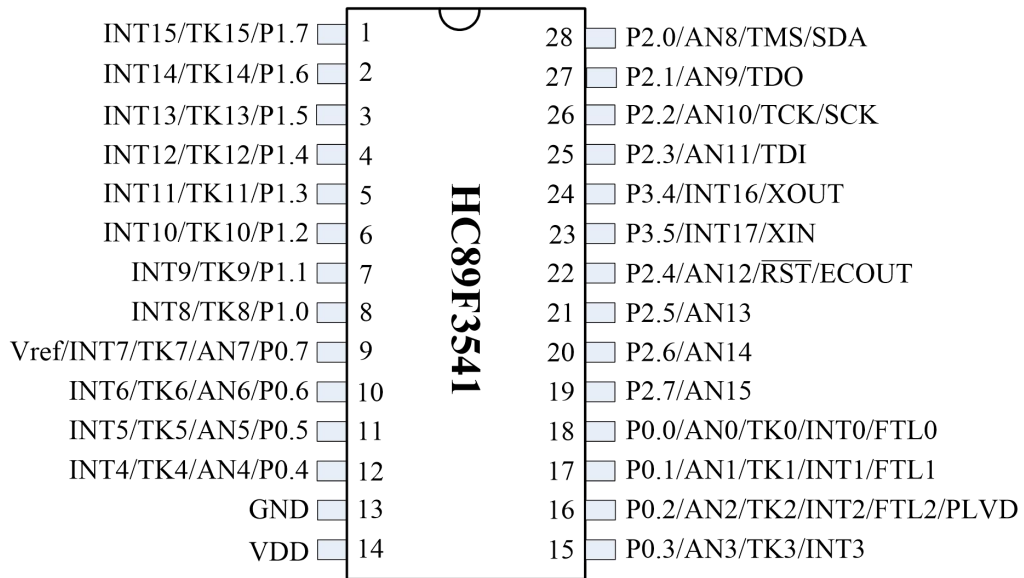 INT15/TK15/P1.7 1
INT14/TK14/P1.6 2
INT13/TK13/P1.5 3
INT12/TK12/P1.4 4
INT11/TK11/P1.3 5
INT10/TK10/P1.2 6
INT9/TK9/P1.1 7
INT8/TK8/P1.0 8
Vref/INT7/TK7/AN7/P0.7 9
INT6/TK6/AN6/P0.6 10
INT5/TK5/AN5/P0.5 11
INT4/TK4/AN4/P0.4 12
GND 13
VDD 14
HC89F3541
28 P2.0/AN8/TMS/SDA
27 P2.1/AN9/TDO
26 P2.2/AN10/TCK/SCK
25 P2.3/AN11/TDI
24 P3.4/INT16/XOUT
23 P3.5/INT17/XIN
22 P2.4/AN12/RST/ECOUT
21 P2.5/AN13
20 P2.6/AN14
19 P2.7/AN15
18 P0.0/AN0/TK0/INT0/FTL0
17 P0.1/AN1/TK1/INT1/FTL1
16 P0.2/AN2/TK2/INT2/FTL2/PLVD
15 P0.3/AN3/TK3/INT3